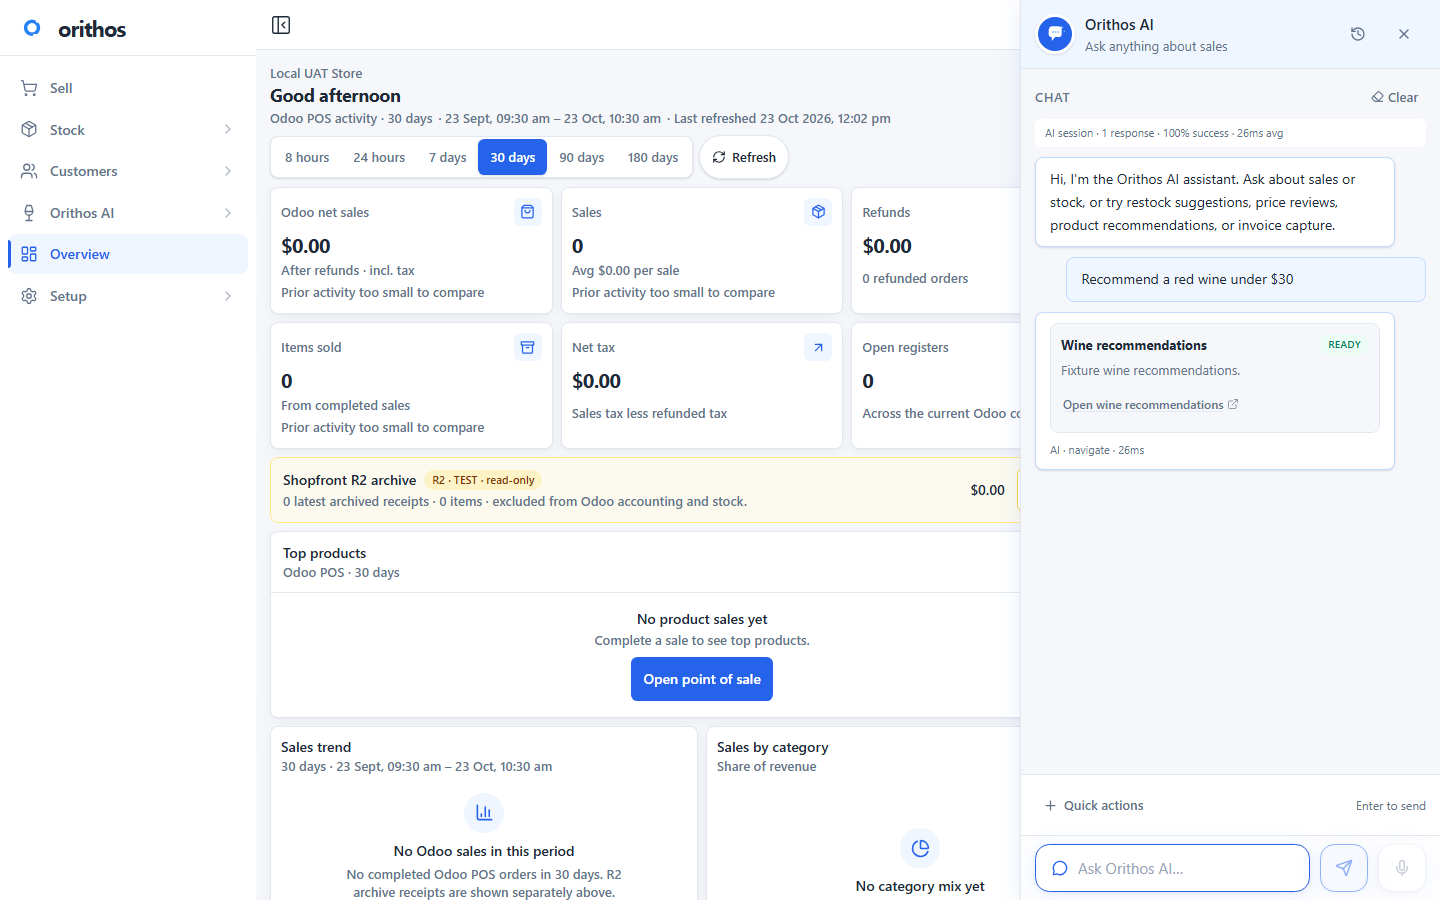 orithos
Sell
Stock
Customers
Orithos AI
Overview
Setup
Local UAT Store
Good afternoon
Odoo POS activity · 30 days · 23 Sept, 09:30 am – 23 Oct, 10:30 am · Last refreshed 23 Oct 2026, 12:02 pm
8 hours
24 hours
7 days
30 days
90 days
180 days
Refresh
Odoo net sales
$0.00
After refunds · incl. tax
Prior activity too small to compare
Sales
0
Avg $0.00 per sale
Prior activity too small to compare
Refunds
$0.00
0 refunded orders
Items sold
0
From completed sales
Prior activity too small to compare
Net tax
$0.00
Sales tax less refunded tax
Open registers
0
Across the current Odoo co
Shopfront R2 archive
R2 · TEST · read-only
0 latest archived receipts · 0 items · excluded from Odoo accounting and stock.
$0.00
Top products
Odoo POS · 30 days
No product sales yet
Complete a sale to see top products.
Open point of sale
Sales trend
30 days · 23 Sept, 09:30 am – 23 Oct, 10:30 am
No Odoo sales in this period
No completed Odoo POS orders in 30 days. R2
archive receipts are shown separately above.
Sales by category
Share of revenue
No category mix yet
Orithos AI
Ask anything about sales
CHAT
Clear
AI session · 1 response · 100% success · 26ms avg
Hi, I'm the Orithos AI assistant. Ask about sales or
stock, or try restock suggestions, price reviews,
product recommendations, or invoice capture.
Recommend a red wine under $30
Wine recommendations
READY
Fixture wine recommendations.
Open wine recommendations
AI · navigate · 26ms
Quick actions
Enter to send
Ask Orithos AI...